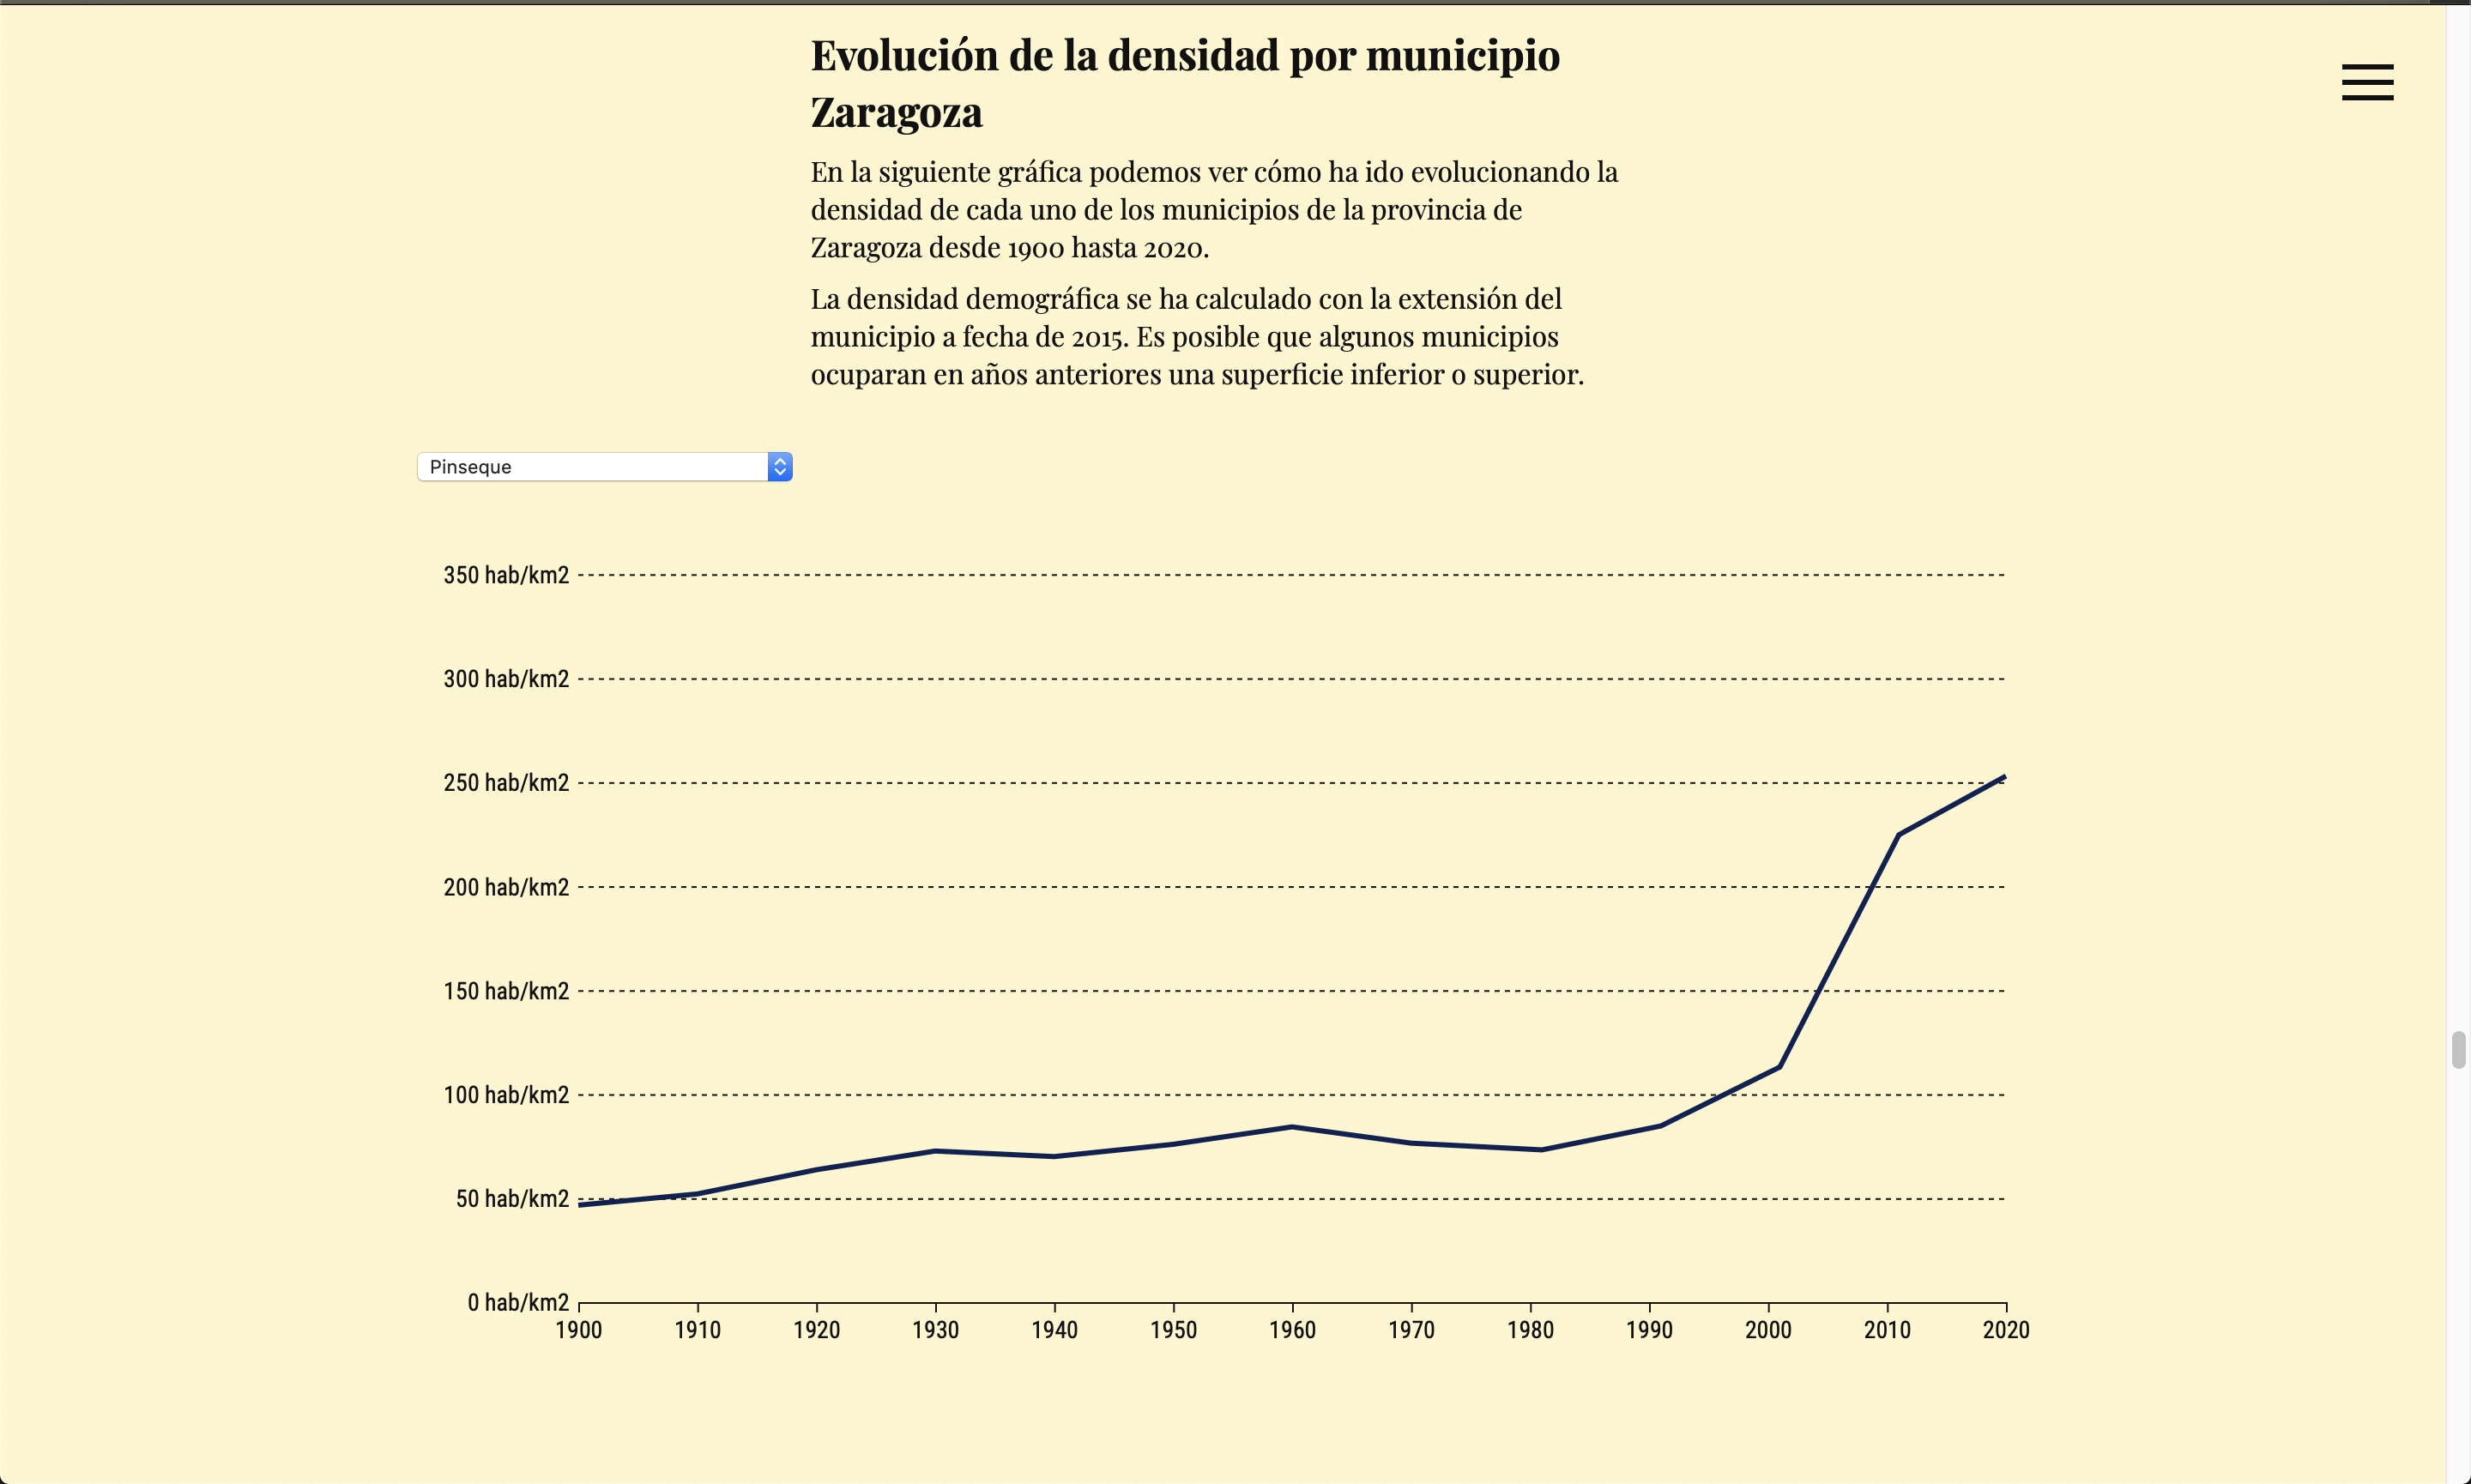 Evolución de la densidad por municipio
Zaragoza
En la siguiente gráfica podemos ver cómo ha ido evolucionando la
densidad de cada uno de los municipios de la provincia de
Zaragoza desde 1900 hasta 2020.
La densidad demográfica se ha calculado con la extensión del
municipio a fecha de 2015. Es posible que algunos municipios
ocuparan en años anteriores una superficie inferior o superior.
Pinseque
350 hab/km2
300 hab/km2
250 hab/km2
200 hab/km2
150 hab/km2
100 hab/km2
50 hab/km2
0 hab/km2
1900 1910 1920 1930 1940 1950 1960 1970 1980 1990 2000 2010 2020